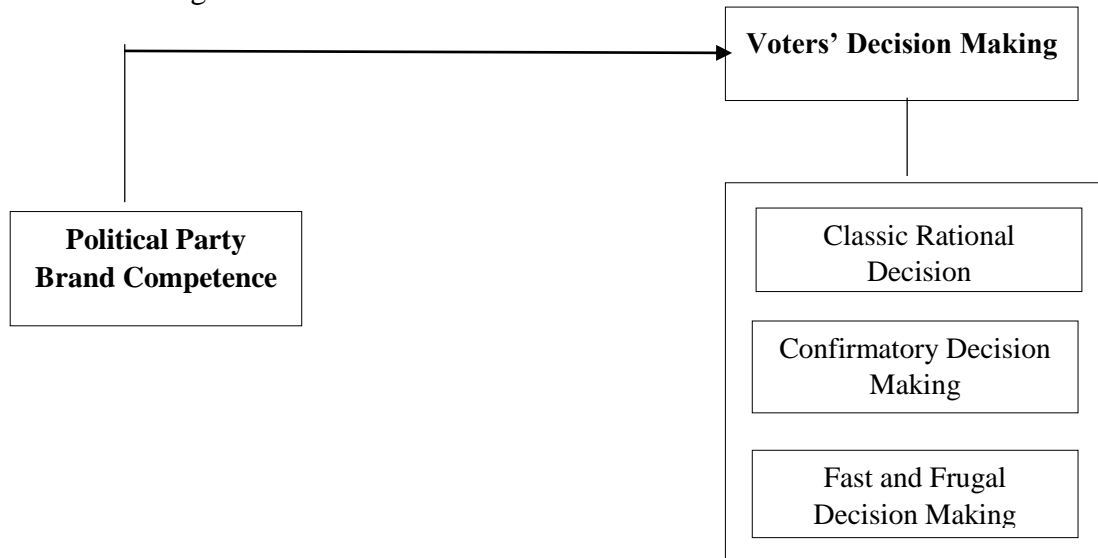 Voters’ Decision Making
Political Party
Brand Competence
Classic Rational
Decision
Confirmatory Decision
Making
Fast and Frugal
Decision Making